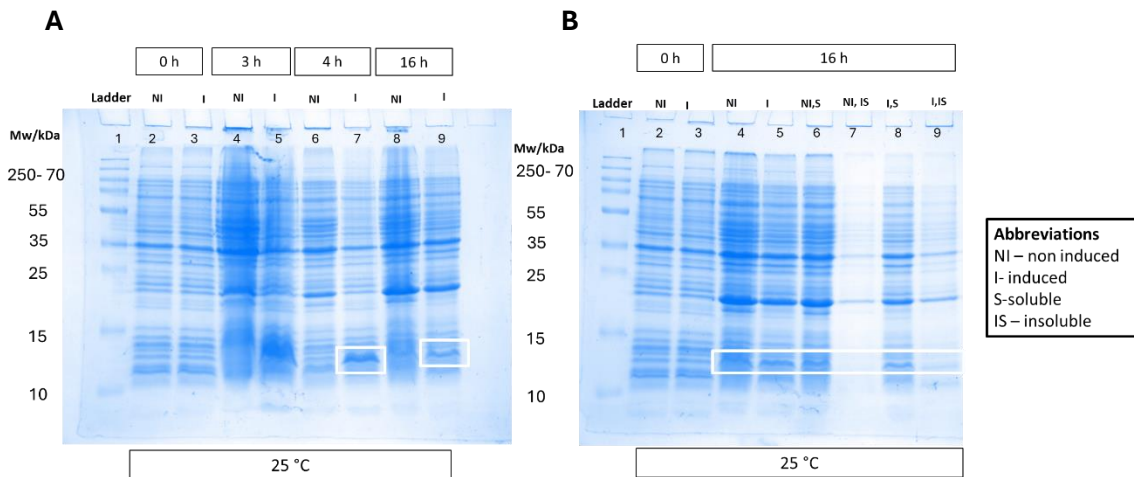 A
0 h 3 h 4 h 16 h
Ladder NI I NI I NI I NI I
Mw/kDa 1 2 3 4 5 6 7 8 9
250- 70
55
35
25
15
10
25 °C
B
0 h 16 h
Ladder NI I NI I NI,S NI, IS I,S I,IS
Mw/kDa 1 2 3 4 5 6 7 8 9
250- 70
55
35
25
15
10
25 °C
Abbreviations
NI – non induced
I- induced
S-soluble
IS – insoluble